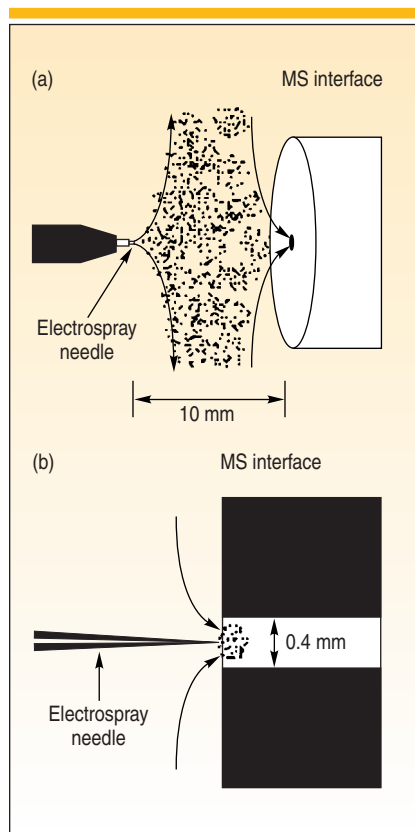 (a)
MS interface
Electrospray
needle
10 mm
(b)
MS interface
0.4 mm
Electrospray
needle